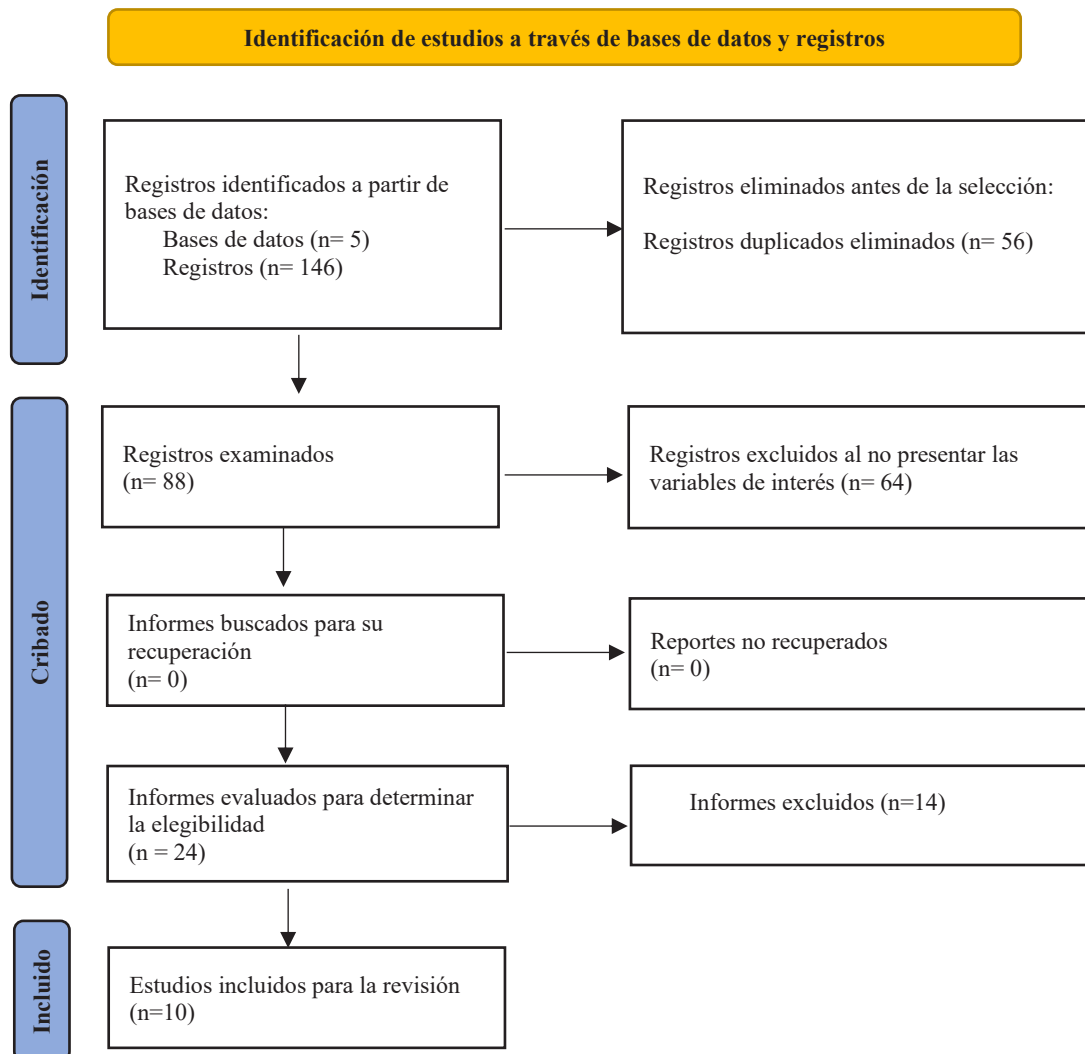 Identificación de estudios a través de bases de datos y registros
Identificación
Registros identificados a partir de
bases de datos:
Bases de datos (n= 5)
Registros (n= 146)
Registros eliminados antes de la selección:
Registros duplicados eliminados (n= 56)
Cribado
Registros examinados
(n= 88)
Registros excluidos al no presentar las
variables de interés (n= 64)
Informes buscados para su
recuperación
(n= 0)
Reportes no recuperados
(n= 0)
Informes evaluados para determinar
la elegibilidad
(n = 24)
Informes excluidos (n=14)
Incluido
Estudios incluidos para la revisión
(n=10)